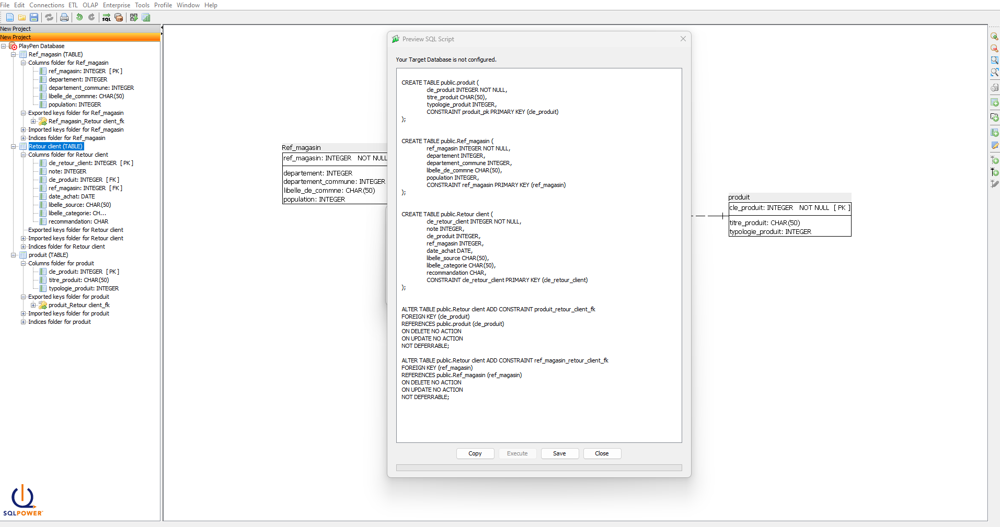 File Edit Connections ETL OLAP Enterprise Tools Profile Window Help
SQL
New Project
New Project
PlayPen Database
Ref_magasin (TABLE)
Columns folder for Ref_magasin
ref_magasin: INTEGER [ PK ]
departement: INTEGER
departement_commune: INTEGER
libelle_de_commne: CHAR(50)
population: INTEGER
Exported keys folder for Ref_magasin
Ref_magasin_Retour client_fk
Imported keys folder for Ref_magasin
Indices folder for Ref_magasin
Retour client (TABLE)
Columns folder for Retour client
cle_retour_client: INTEGER [ PK ]
note: INTEGER
cle_produit: INTEGER [ FK ]
ref_magasin: INTEGER [ FK ]
date_achat: DATE
libelle_source: CHAR(50)
libelle_categorie: CH...
recommandation: CHAR
Exported keys folder for Retour client
Imported keys folder for Retour client
Indices folder for Retour client
produit (TABLE)
Columns folder for produit
cle_produit: INTEGER [ PK ]
titre_produit: CHAR(50)
typologie_produit: INTEGER
Exported keys folder for produit
produit_Retour client_fk
Imported keys folder for produit
Indices folder for produit
SQLPOWER
Ref_magasin
ref_magasin: INTEGER NOT NULL
departement: INTEGER
departement_commune: INTEGER
libelle_de_commne: CHAR(50)
population: INTEGER
Preview SQL Script
Your Target Database is not configured.
CREATE TABLE public.produit (
cle_produit INTEGER NOT NULL,
titre_produit CHAR(50),
typologie_produit INTEGER,
CONSTRAINT produit_pk PRIMARY KEY (cle_produit)
);
CREATE TABLE public.Ref_magasin (
ref_magasin INTEGER NOT NULL,
departement INTEGER,
departement_commune INTEGER,
libelle_de_commne CHAR(50),
population INTEGER,
CONSTRAINT ref_magasin PRIMARY KEY (ref_magasin)
);
CREATE TABLE public.Retour client (
cle_retour_client INTEGER NOT NULL,
note INTEGER,
cle_produit INTEGER,
ref_magasin INTEGER,
date_achat DATE,
libelle_source CHAR(50),
libelle_categorie CHAR(50),
recommandation CHAR,
CONSTRAINT cle_retour_client PRIMARY KEY (cle_retour_client)
);
ALTER TABLE public.Retour client ADD CONSTRAINT produit_retour_client_fk
FOREIGN KEY (cle_produit)
REFERENCES public.produit (cle_produit)
ON DELETE NO ACTION
ON UPDATE NO ACTION
NOT DEFERRABLE;
ALTER TABLE public.Retour client ADD CONSTRAINT ref_magasin_retour_client_fk
FOREIGN KEY (ref_magasin)
REFERENCES public.Ref_magasin (ref_magasin)
ON DELETE NO ACTION
ON UPDATE NO ACTION
NOT DEFERRABLE;
Copy Execute Save Close
produit
cle_produit: INTEGER NOT NULL [ PK ]
titre_produit: CHAR(50)
typologie_produit: INTEGER